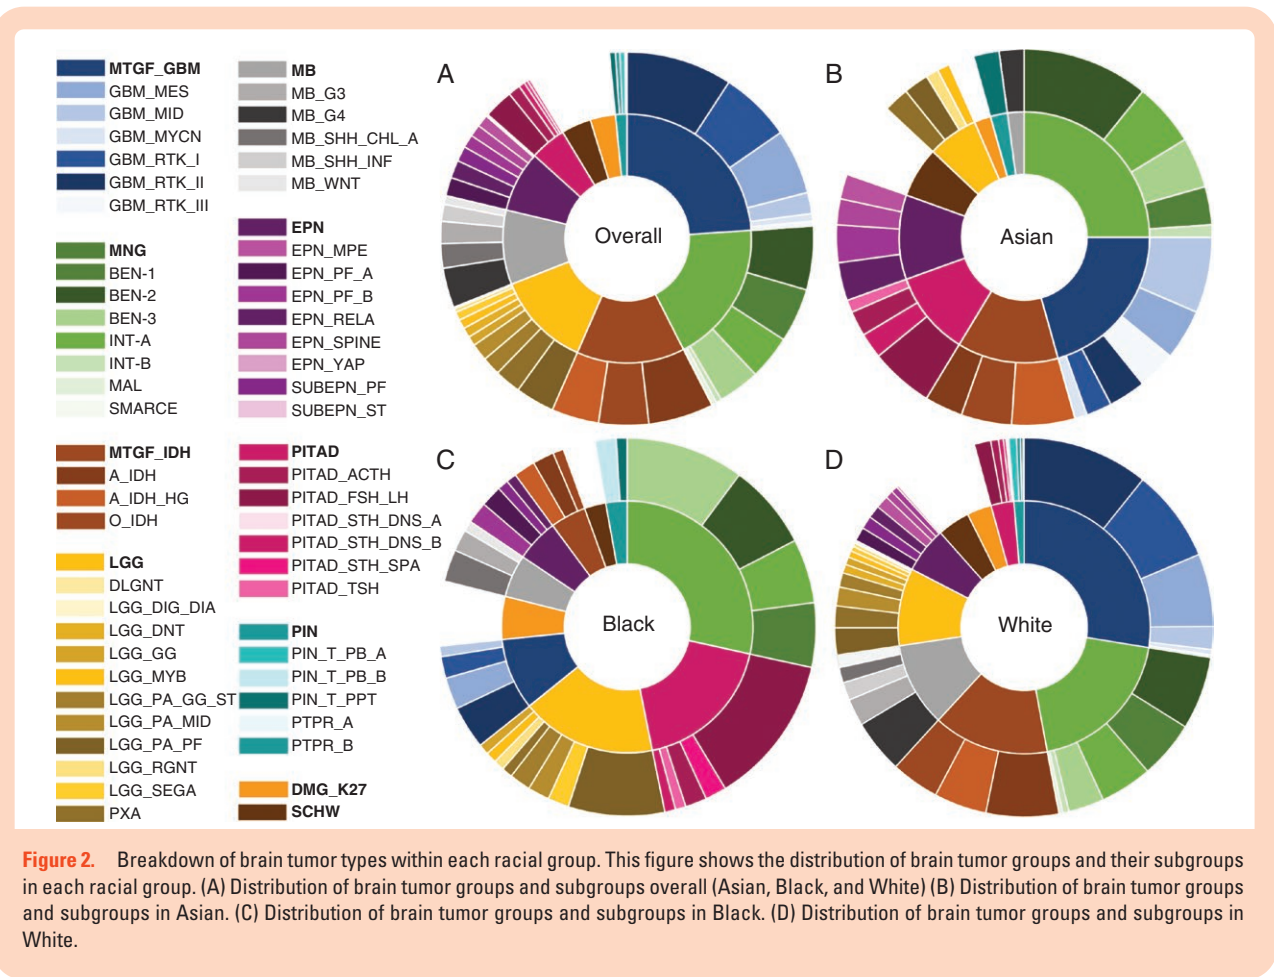 MTGF_GBM
GBM_MES
GBM_MID
GBM_MYCN
GBM_RTK_I
GBM_RTK_II
GBM_RTK_III
MNG
BEN-1
BEN-2
BEN-3
INT-A
INT-B
MAL
SMARCE
MTGF_IDH
A_IDH
A_IDH_HG
O_IDH
LGG
DLGNT
LGG_DIG_DIA
LGG_DNT
LGG_GG
LGG_MYB
LGG_PA_GG_ST
LGG_PA_MID
LGG_PA_PF
LGG_RGNT
LGG_SEGA
PXA
MB
MB_G3
MB_G4
MB_SHH_CHL_A
MB_SHH_INF
MB_WNT
EPN
EPN_MPE
EPN_PF_A
EPN_PF_B
EPN_RELA
EPN_SPINE
EPN_YAP
SUBEPN_PF
SUBEPN_ST
PITAD
PITAD_ACTH
PITAD_FSH_LH
PITAD_STH_DNS_A
PITAD_STH_DNS_B
PITAD_STH_SPA
PITAD_TSH
PIN
PIN_T_PB_A
PIN_T_PB_B
PIN_T_PPT
PTPR_A
PTPR_B
DMG_K27
SCHW
A
Overall
B
Asian
C
Black
D
White
Figure 2. Breakdown of brain tumor types within each racial group. This figure shows the distribution of brain tumor groups and their subgroups
in each racial group. (A) Distribution of brain tumor groups and subgroups overall (Asian, Black, and White) (B) Distribution of brain tumor groups
and subgroups in Asian. (C) Distribution of brain tumor groups and subgroups in Black. (D) Distribution of brain tumor groups and subgroups in
White.